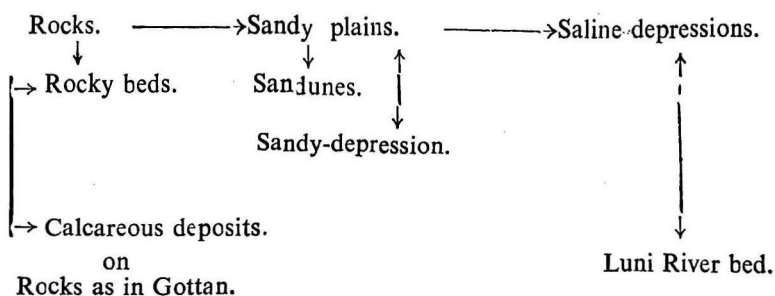 Rocks. → Sandy plains. → Saline depressions.
↓ ↓
→ Rocky beds. Sandunes.
Sandy-depression.
→ Calcareous deposits.
on Luni River bed.
Rocks as in Gottan.